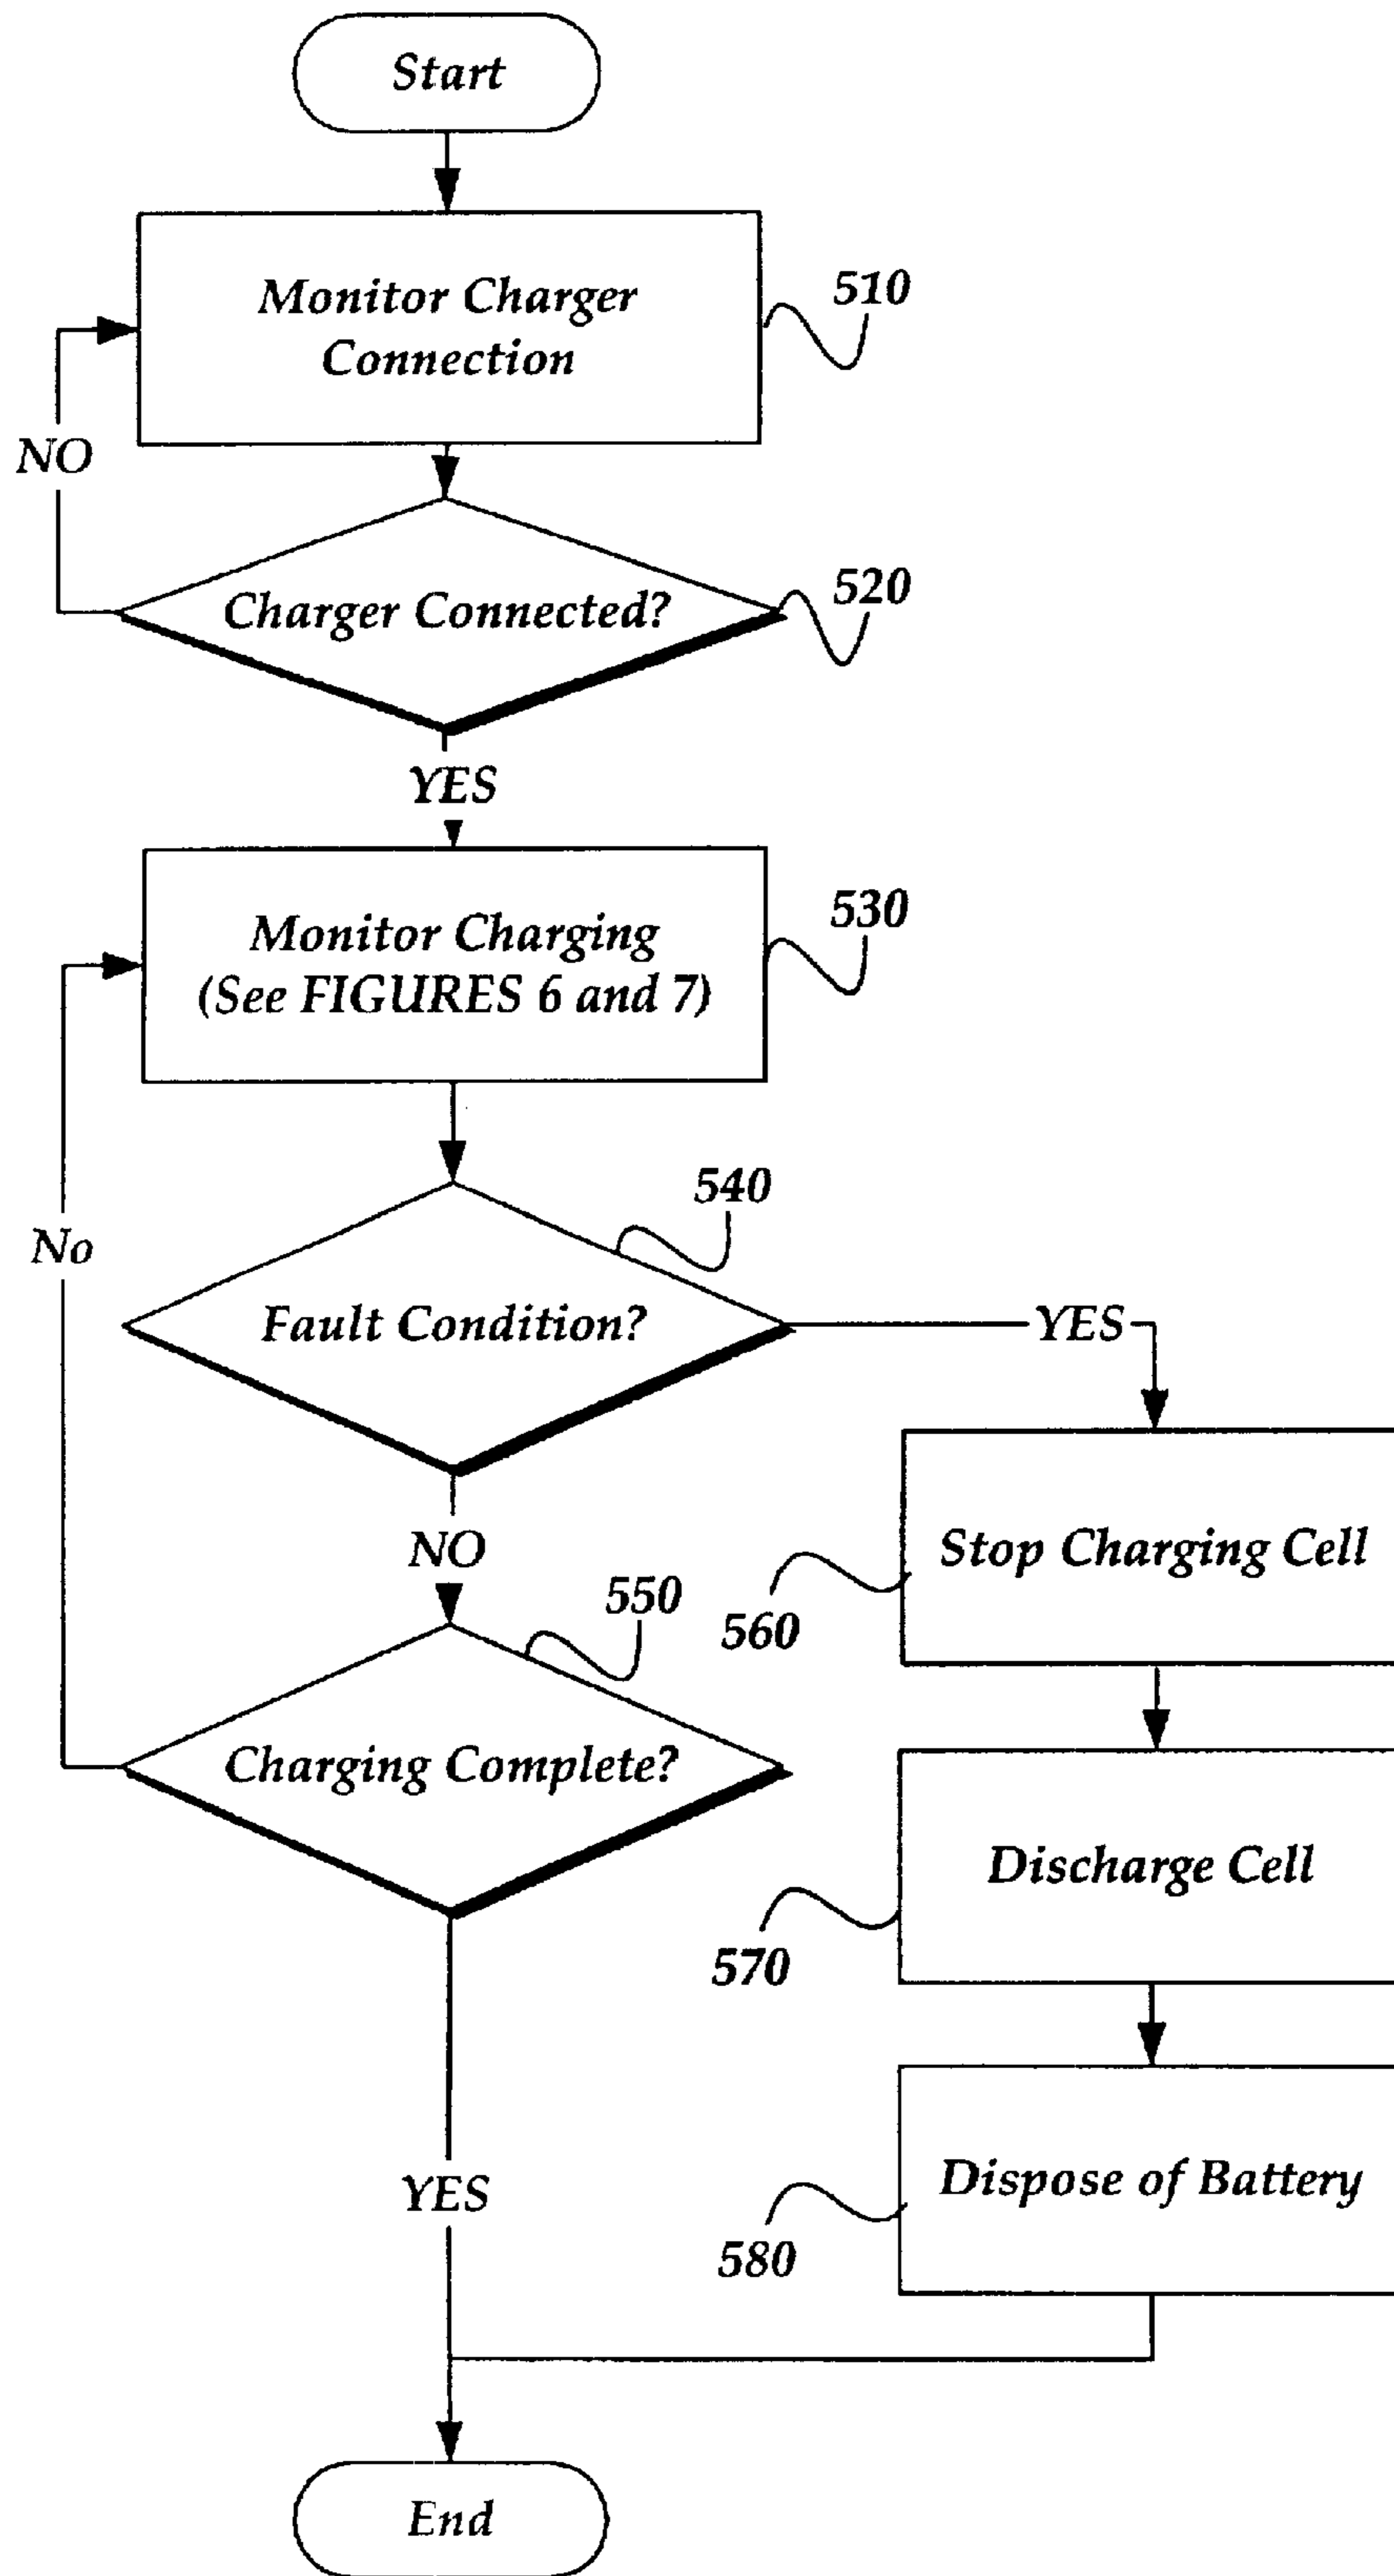 Start
Monitor Charger
Connection
510
NO
Charger Connected?
520
YES
Monitor Charging
(See FIGURES 6 and 7)
530
No
540
Fault Condition?
YES
NO
550
Stop Charging Cell
560
Charging Complete?
Discharge Cell
570
Dispose of Battery
580
YES
End